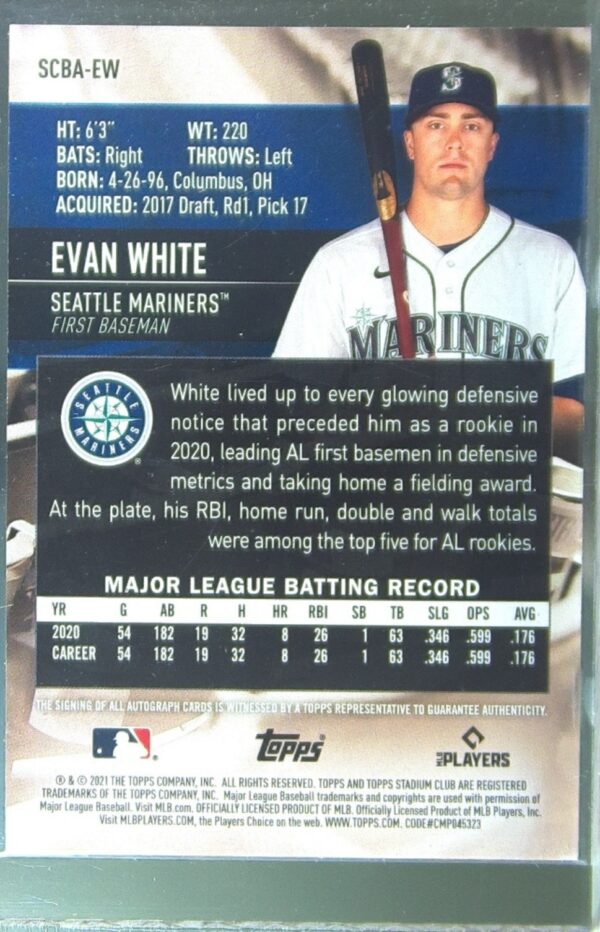 SCBA-EW
HT: 6'3" WT: 220
BATS: Right THROWS: Left
BORN: 4-26-96, Columbus, OH
ACQUIRED: 2017 Draft, Rd1, Pick 17
EVAN WHITE
SEATTLE MARINERS™
FIRST BASEMAN
S
MARINERS
SEATTLE
MARINERS
®
White lived up to every glowing defensive
notice that preceded him as a rookie in
2020, leading AL first basemen in defensive
metrics and taking home a fielding award.
At the plate, his RBI, home run, double and walk totals
were among the top five for AL rookies.
MAJOR LEAGUE BATTING RECORD
YR G AB R H HR RBI SB TB SLG OPS AVG
2020 54 182 19 32 8 26 1 63 .346 .599 .176
CAREER 54 182 19 32 8 26 1 63 .346 .599 .176
THE SIGNING OF ALL AUTOGRAPH CARDS IS WITNESSED BY A TOPPS REPRESENTATIVE TO GUARANTEE AUTHENTICITY.
topps®
MLB PLAYERS
® & © 2021 THE TOPPS COMPANY, INC. ALL RIGHTS RESERVED. TOPPS AND TOPPS STADIUM CLUB ARE REGISTERED
TRADEMARKS OF THE TOPPS COMPANY, INC. Major League Baseball trademarks and copyrights are used with permission of
Major League Baseball. Visit MLB.com. OFFICIALLY LICENSED PRODUCT OF MLB. Officially Licensed Product of MLB Players, Inc.
Visit MLBPLAYERS.COM, the Players Choice on the web. WWW.TOPPS.COM. CODE#CMP045323